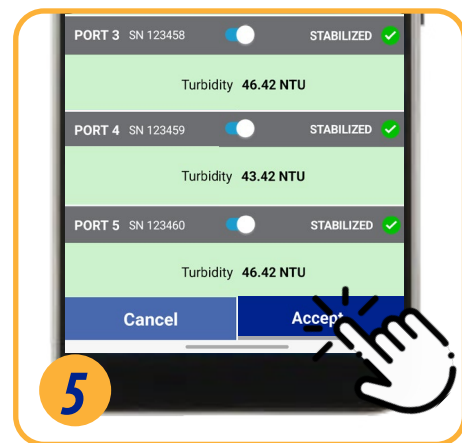 PORT 3 SN 123458 STABILIZED
Turbidity 46.42 NTU
PORT 4 SN 123459 STABILIZED
Turbidity 43.42 NTU
PORT 5 SN 123460 STABILIZED
Turbidity 46.42 NTU
Cancel Accept
5